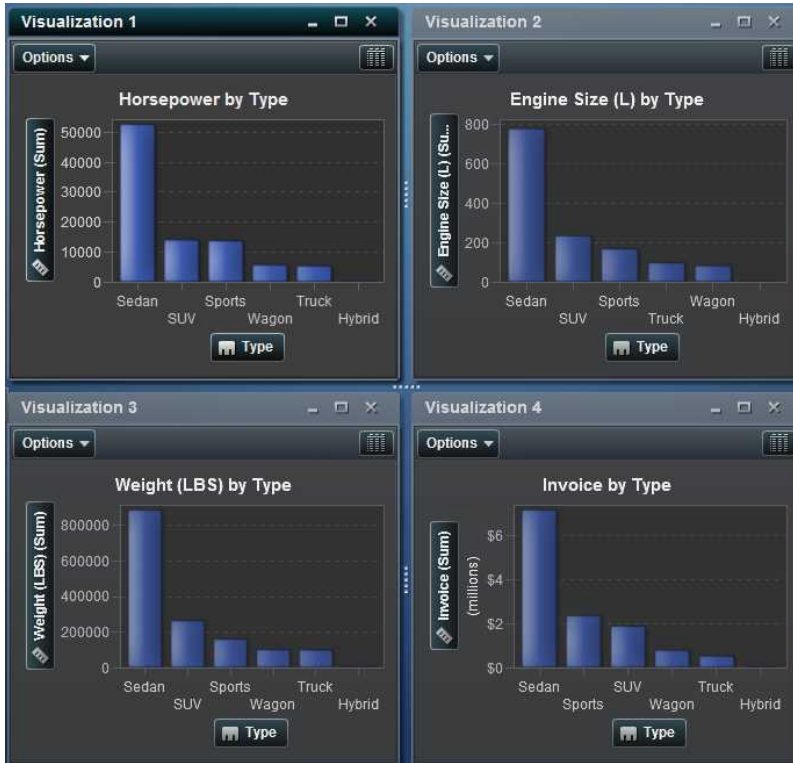 Visualization 1
Options
Horsepower by Type
Horsepower (Sum)
50000
40000
30000
20000
10000
0
Sedan
Sports
Truck
SUV
Wagon
Hybrid
Type
Visualization 2
Options
Engine Size (L) by Type
Engine Size (L) (Su...
800
600
400
200
0
Sedan
Sports
Wagon
SUV
Truck
Hybrid
Type
Visualization 3
Options
Weight (LBS) by Type
Weight (LBS) (Sum)
800000
600000
400000
200000
0
Sedan
Sports
Truck
SUV
Wagon
Hybrid
Type
Visualization 4
Options
Invoice by Type
Invoice (Sum)
(millions)
$6
$4
$2
$0
Sedan
SUV
Truck
Sports
Wagon
Hybrid
Type